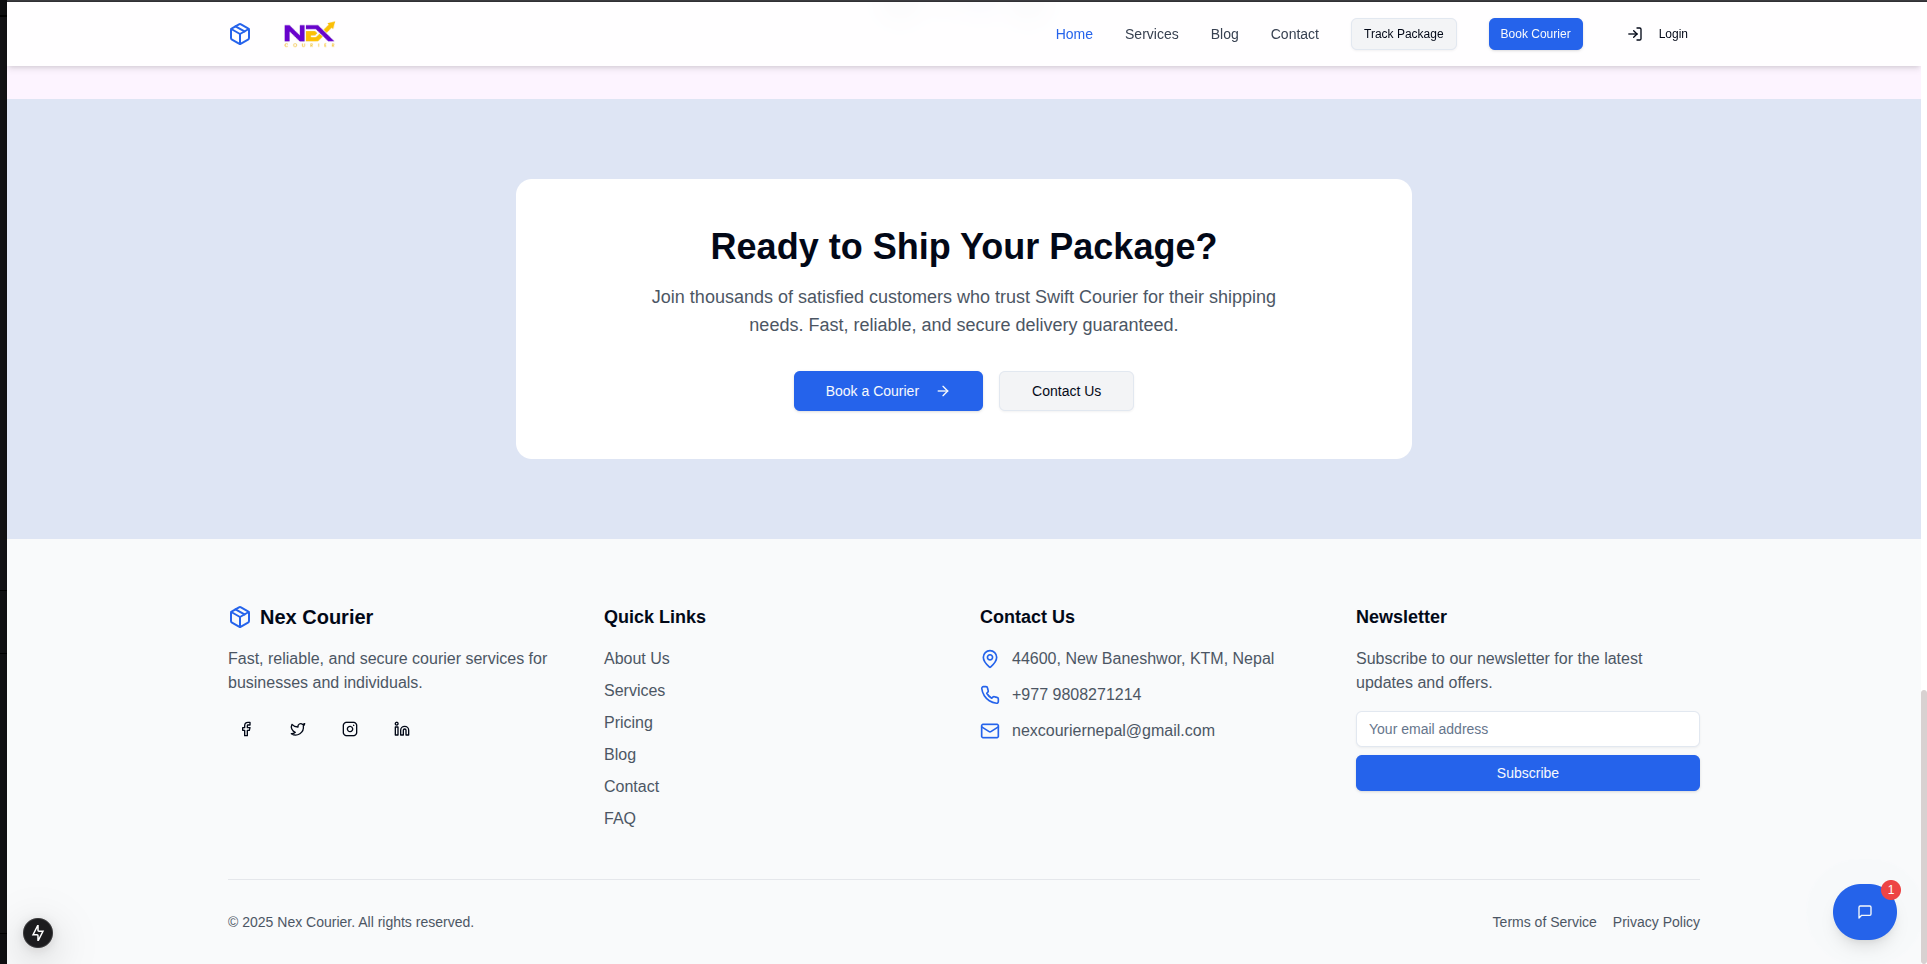 NEX
COURIER
Home
Services
Blog
Contact
Track Package
Book Courier
Login
Ready to Ship Your Package?
Join thousands of satisfied customers who trust Swift Courier for their shipping
needs. Fast, reliable, and secure delivery guaranteed.
Book a Courier
Contact Us
Nex Courier
Fast, reliable, and secure courier services for
businesses and individuals.
Quick Links
About Us
Services
Pricing
Blog
Contact
FAQ
Contact Us
44600, New Baneshwor, KTM, Nepal
+977 9808271214
nexcouriernepal@gmail.com
Newsletter
Subscribe to our newsletter for the latest
updates and offers.
Your email address
Subscribe
© 2025 Nex Courier. All rights reserved.
Terms of Service
Privacy Policy
1